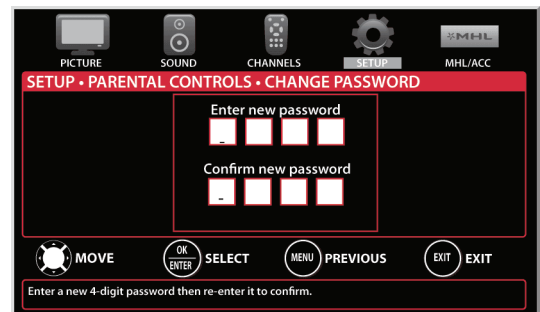 MHL
PICTURE SOUND CHANNELS SETUP MHL/ACC
SETUP • PARENTAL CONTROLS • CHANGE PASSWORD
Enter new password
_
Confirm new password
_
MOVE OK ENTER SELECT MENU PREVIOUS EXIT EXIT
Enter a new 4-digit password then re-enter it to confirm.